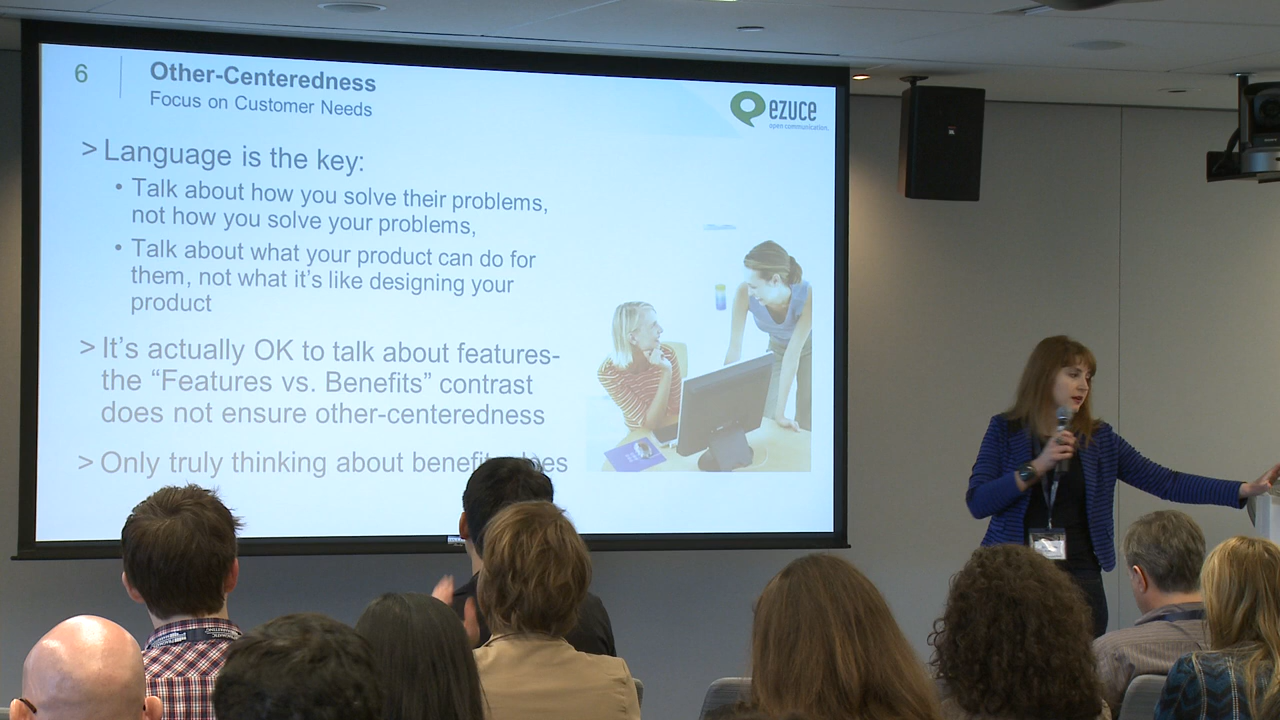 6
Other-Centeredness
Focus on Customer Needs
ezuce
open communication.
> Language is the key:
• Talk about how you solve their problems,
not how you solve your problems,
• Talk about what your product can do for
them, not what it's like designing your
product
> It's actually OK to talk about features-
the “Features vs. Benefits” contrast
does not ensure other-centeredness
> Only truly thinking about benefits does